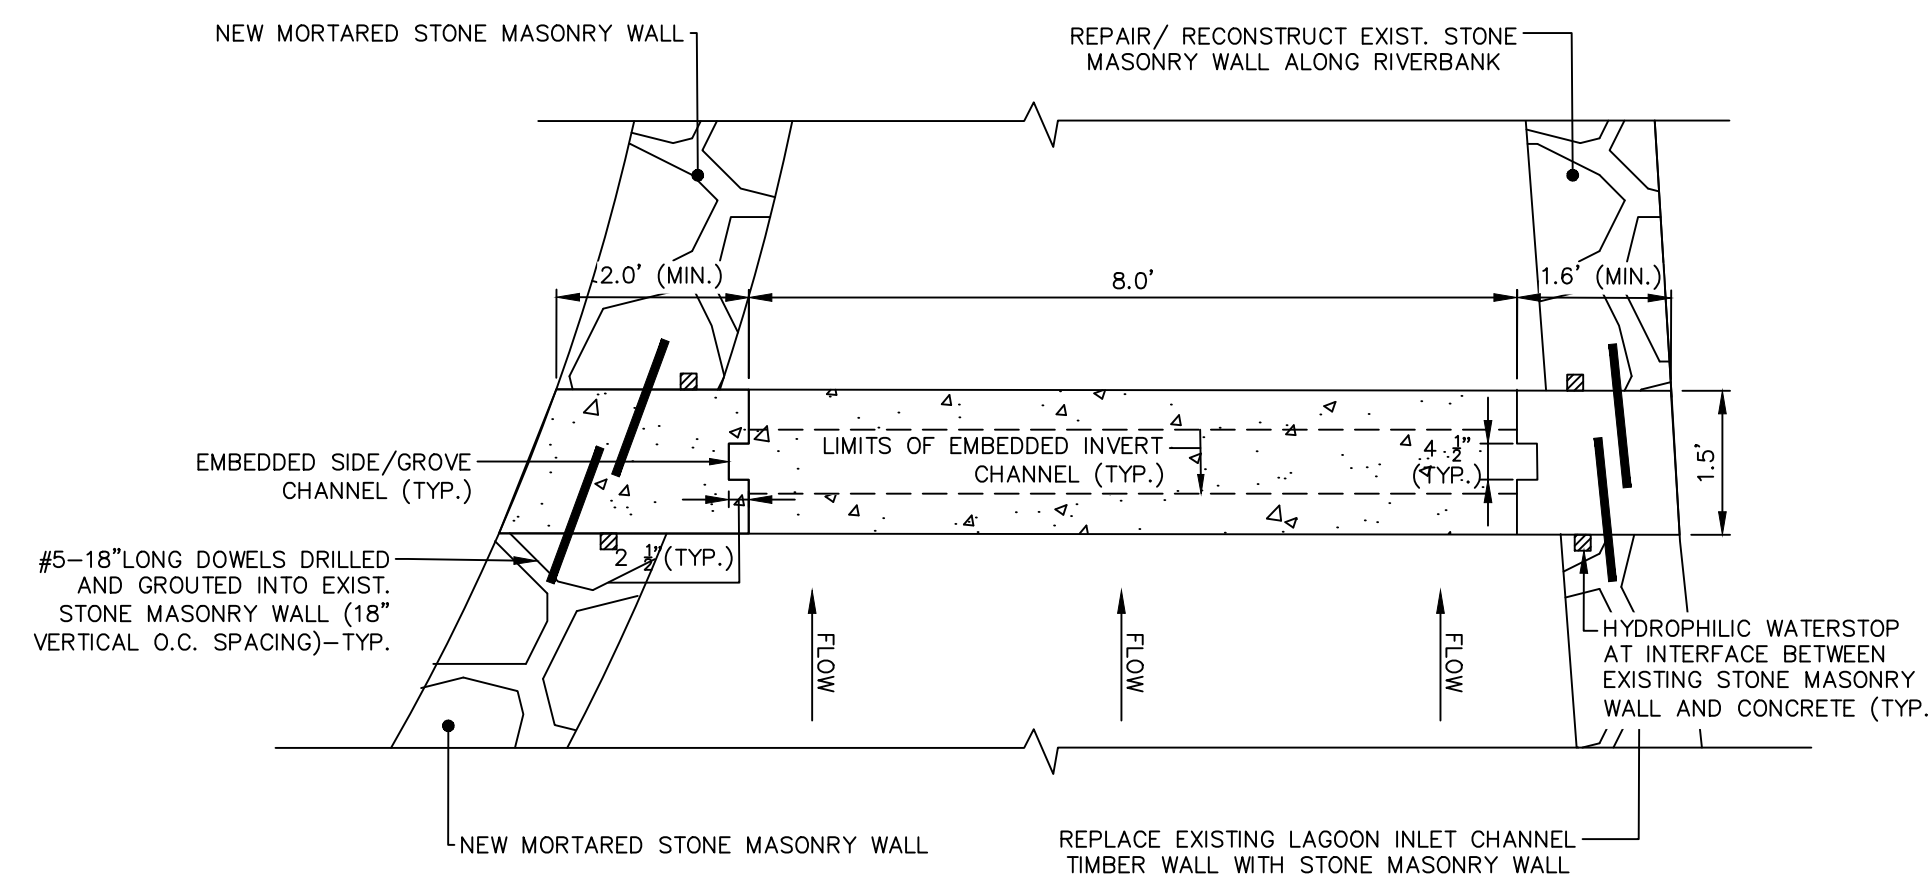 NEW MORTARED STONE MASONRY WALL
REPAIR/ RECONSTRUCT EXIST. STONE
MASONRY WALL ALONG RIVERBANK
2.0' (MIN.)
8.0'
1.6' (MIN.)
EMBEDDED SIDE/GROVE
CHANNEL (TYP.)
LIMITS OF EMBEDDED INVERT
CHANNEL (TYP.)
4 1/2"
(TYP.)
1.5'
2 1/2"(TYP.)
#5-18"LONG DOWELS DRILLED
AND GROUTED INTO EXIST.
STONE MASONRY WALL (18"
VERTICAL O.C. SPACING)-TYP.
FLOW
FLOW
FLOW
HYDROPHILIC WATERSTOP
AT INTERFACE BETWEEN
EXISTING STONE MASONRY
WALL AND CONCRETE (TYP.
NEW MORTARED STONE MASONRY WALL
REPLACE EXISTING LAGOON INLET CHANNEL
TIMBER WALL WITH STONE MASONRY WALL